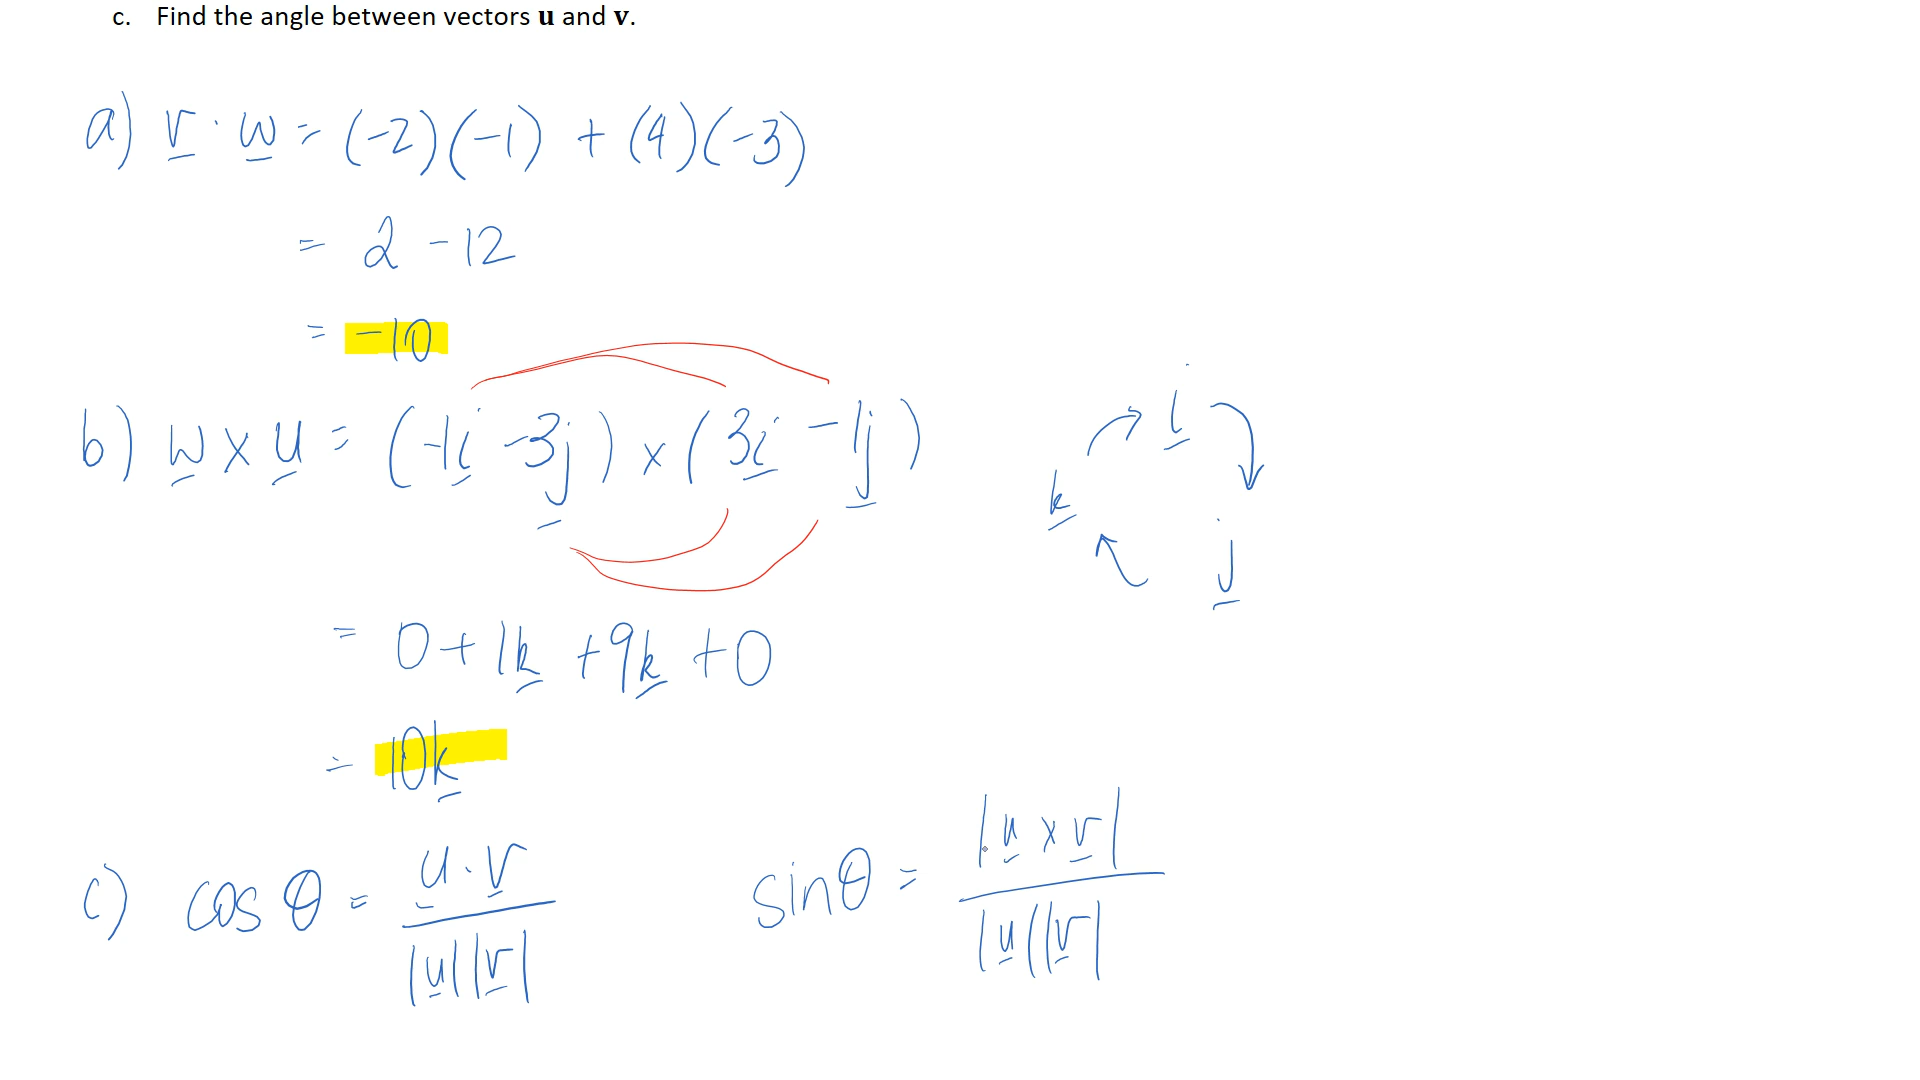 c. Find the angle between vectors u and v.
a) v · w = (-2)(-1) + (4)(-3)
= 2 - 12
= -10
b) w × u = (-1i - 3j) × (3i - 1j)
i
k
j
= 0 + 1k + 9k + 0
= 10k
c) cos θ = u · v / |u||v|
sin θ = |u × v| / |u||v|